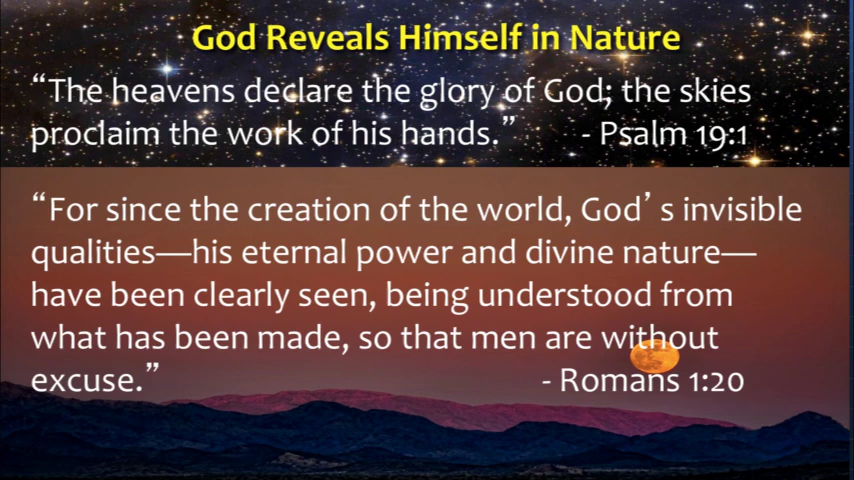 God Reveals Himself in Nature
“The heavens declare the glory of God; the skies
proclaim the work of his hands.” - Psalm 19:1
“For since the creation of the world, God’ s invisible
qualities—his eternal power and divine nature—
have been clearly seen, being understood from
what has been made, so that men are without
excuse.” - Romans 1:20